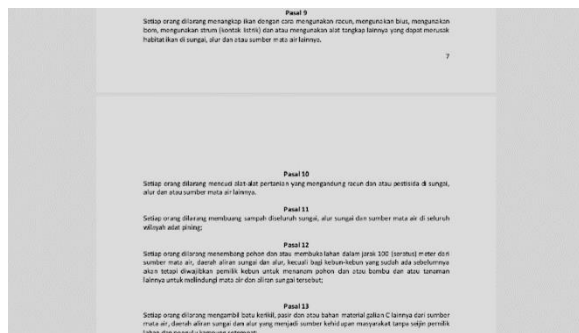 Pasal 9
Setiap orang dilarang menangkap ikan dengan cara mengunakan racun, mengunakan bius, mengunakan
bom, mengunakan strum (kontak listrik) dan atau mengunakan alat tangkap lainnya yang dapat merusak
habitat ikan di sungai, alur dan atau sumber mata air lainnya.
7
Pasal 10
Setiap orang dilarang mencuci alat-alat pertanian yang mengandung racun dan atau pestisida di sungai,
alur dan atau sumber mata air lainnya.
Pasal 11
Setiap orang dilarang membuang sampah diseluruh sungai, alur sungai dan sumber mata air di seluruh
wilayah adat pining;
Pasal 12
Setiap orang dilarang menembang pohon dan atau membuka lahan dalam jarak 100 (seratus) meter dari
sumber mata air, daerah aliran sungai dan alur, kecuali bagi kebun-kebun yang sudah ada sebelumnya
akan tetapi diwajibkan pemilik kebun untuk menanam pohon dan atau bambu dan atau tanaman
lainnya untuk melindungi mata air dan aliran sungai tersebut;
Pasal 13
Setiap orang dilarang mengambil batu kerikil, pasir dan atau bahan material galian C lainnya dari sumber
mata air, daerah aliran sungai dan alur yang menjadi sumber kehidupan masyarakat tanpa seijin pemilik